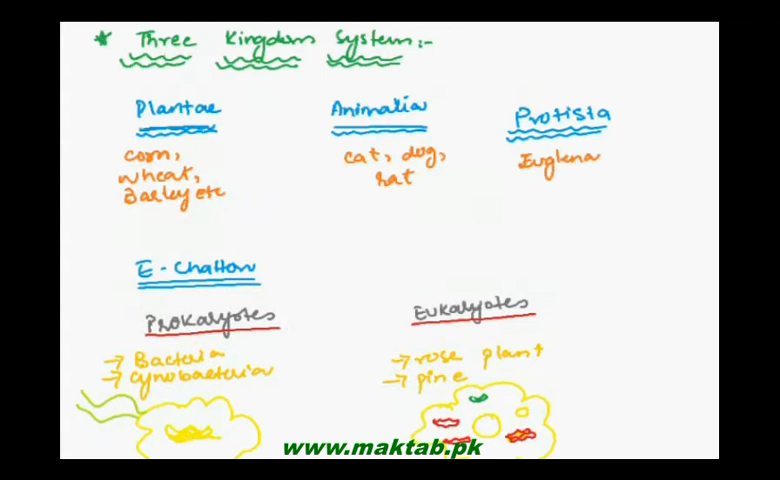 * Three Kingdom System:-
Plantae Animalia Protista
corn, cat, dog, Euglena
wheat, Rat
Barley etc
E-Chatton
Prokaryotes Eukaryotes
→ Bacteria → rose plant
→ Cynobacteria → pine
www.maktab.pk